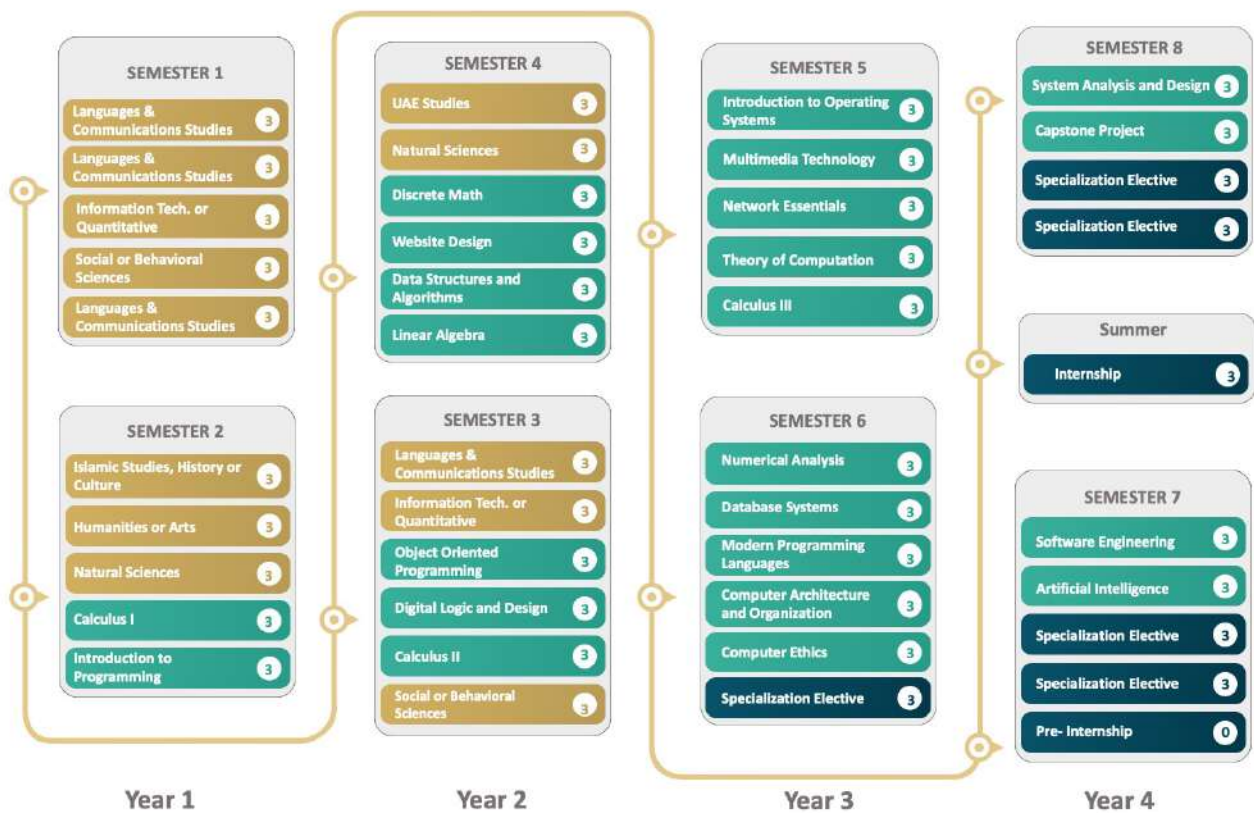 SEMESTER 1
Languages &
Communications Studies
3
Languages &
Communications Studies
3
Information Tech. or
Quantitative
3
Social or Behavioral
Sciences
3
Languages &
Communications Studies
3
SEMESTER 2
Islamic Studies, History or
Culture
3
Humanities or Arts
3
Natural Sciences
3
Calculus I
3
Introduction to
Programming
3
Year 1
SEMESTER 4
UAE Studies
3
Natural Sciences
3
Discrete Math
3
Website Design
3
Data Structures and
Algorithms
3
Linear Algebra
3
SEMESTER 3
Languages &
Communications Studies
3
Information Tech. or
Quantitative
3
Object Oriented
Programming
3
Digital Logic and Design
3
Calculus II
3
Social or Behavioral
Sciences
3
Year 2
SEMESTER 5
Introduction to Operating
Systems
3
Multimedia Technology
3
Network Essentials
3
Theory of Computation
3
Calculus III
3
SEMESTER 6
Numerical Analysis
3
Database Systems
3
Modern Programming
Languages
3
Computer Architecture
and Organization
3
Computer Ethics
3
Specialization Elective
3
Year 3
SEMESTER 8
System Analysis and Design
3
Capstone Project
3
Specialization Elective
3
Specialization Elective
3
Summer
Internship
3
SEMESTER 7
Software Engineering
3
Artificial Intelligence
3
Specialization Elective
3
Specialization Elective
3
Pre- Internship
0
Year 4